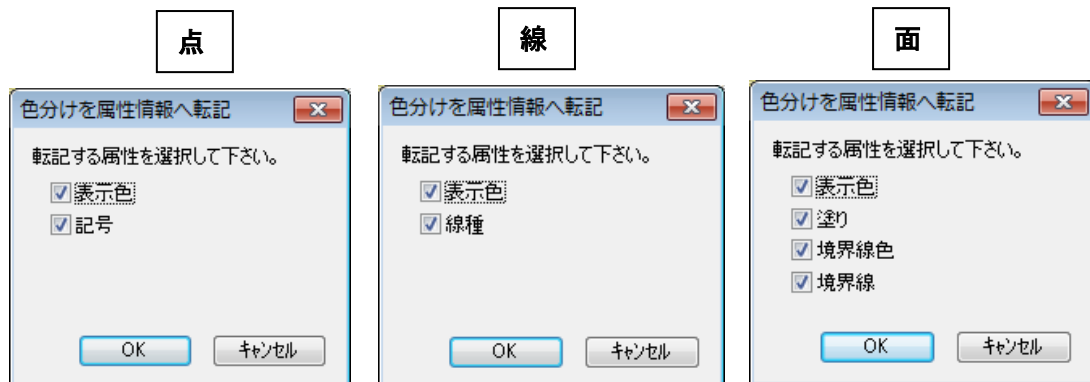 点
色分けを属性情報へ転記
転記する属性を選択して下さい。
表示色
記号
OK キャンセル
線
色分けを属性情報へ転記
転記する属性を選択して下さい。
表示色
線種
OK キャンセル
面
色分けを属性情報へ転記
転記する属性を選択して下さい。
表示色
塗り
境界線色
境界線
OK キャンセル